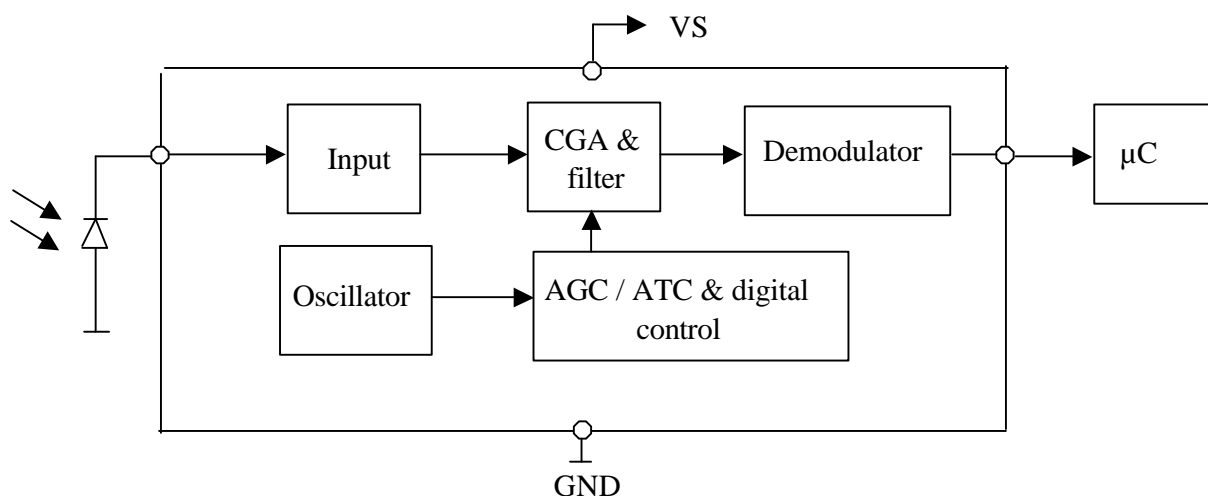 VS
Input
CGA &
filter
Demodulator
µC
Oscillator
AGC / ATC & digital
control
GND